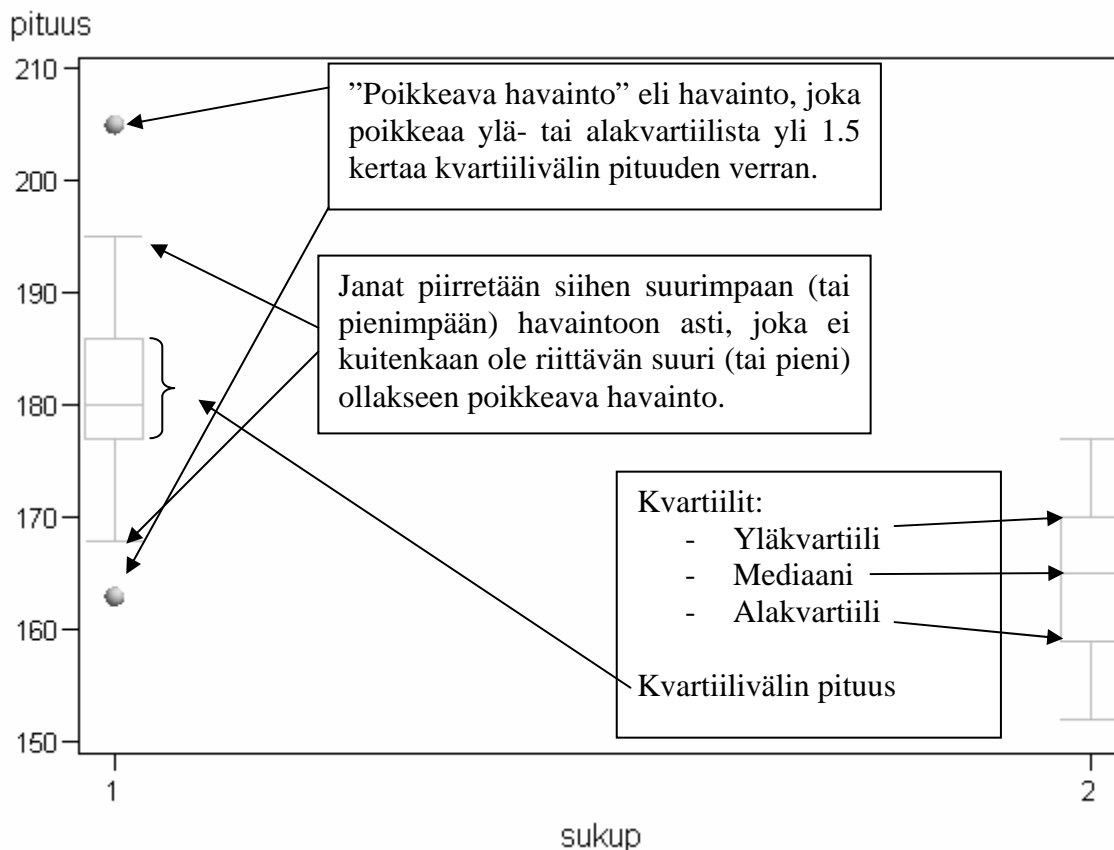 pituus
210
200
190
180
170
160
150
”Poikkeava havainto” eli havainto, joka
poikkeaa ylä- tai alakvartiilista yli 1.5
kertaa kvartiilivälin pituuden verran.
Janat piirretään siihen suurimpaan (tai
pienimpään) havaintoon asti, joka ei
kuitenkaan ole riittävän suuri (tai pieni)
ollakseen poikkeava havainto.
Kvartiilit:
- Yläkvartiili
- Mediaani
- Alakvartiili
Kvartiilivälin pituus
1 2
sukup